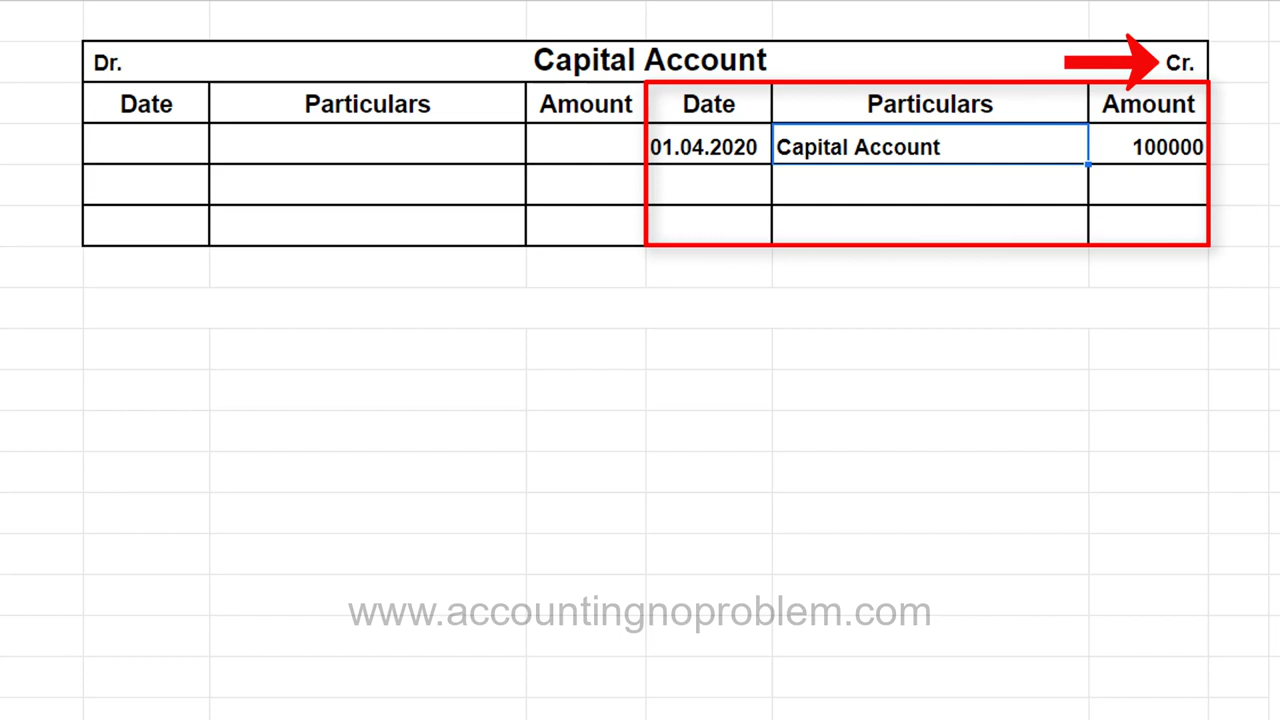 Dr. Capital Account Cr.
Date Particulars Amount Date Particulars Amount
01.04.2020 Capital Account 100000
www.accountingnoproblem.com